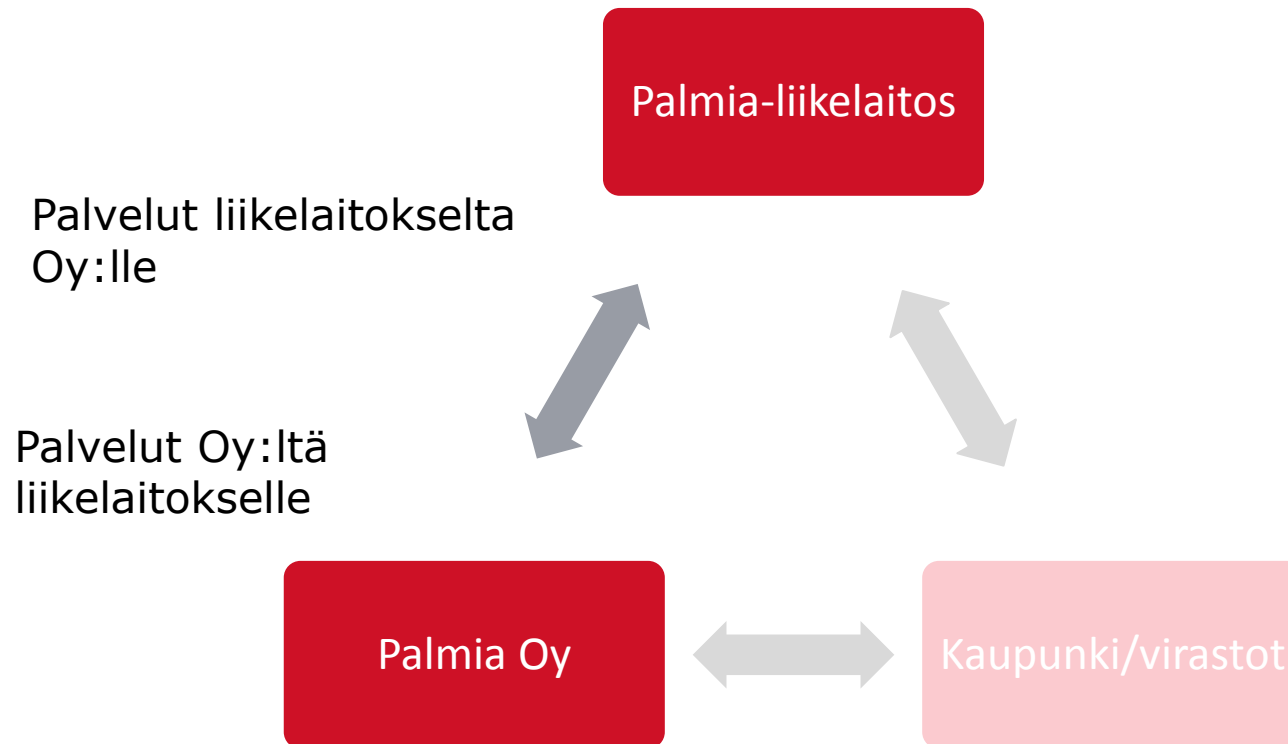 Palmia-liikelaitos
Palvelut liikelaitokselta
Oy:lle
Palvelut Oy:ltä
liikelaitokselle
Palmia Oy
Kaupunki/virastot